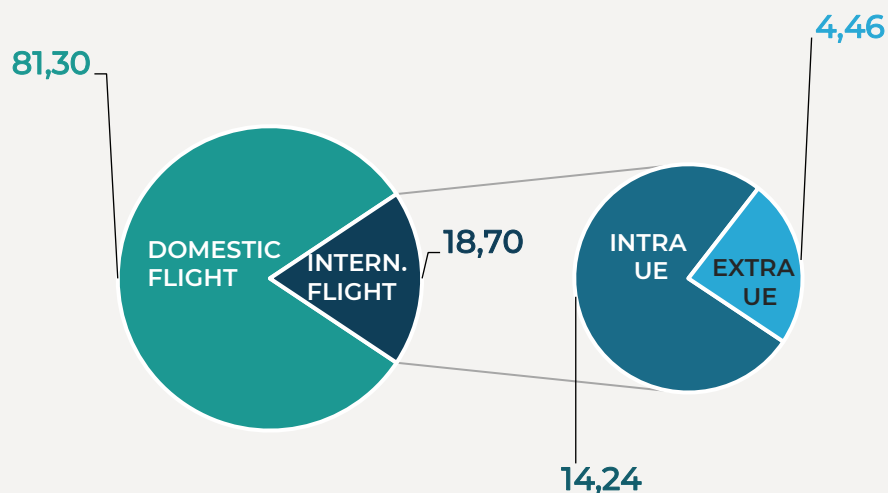 4,46
81,30
DOMESTIC
FLIGHT
INTERN.
FLIGHT
18,70
INTRA
UE
EXTRA
UE
14,24